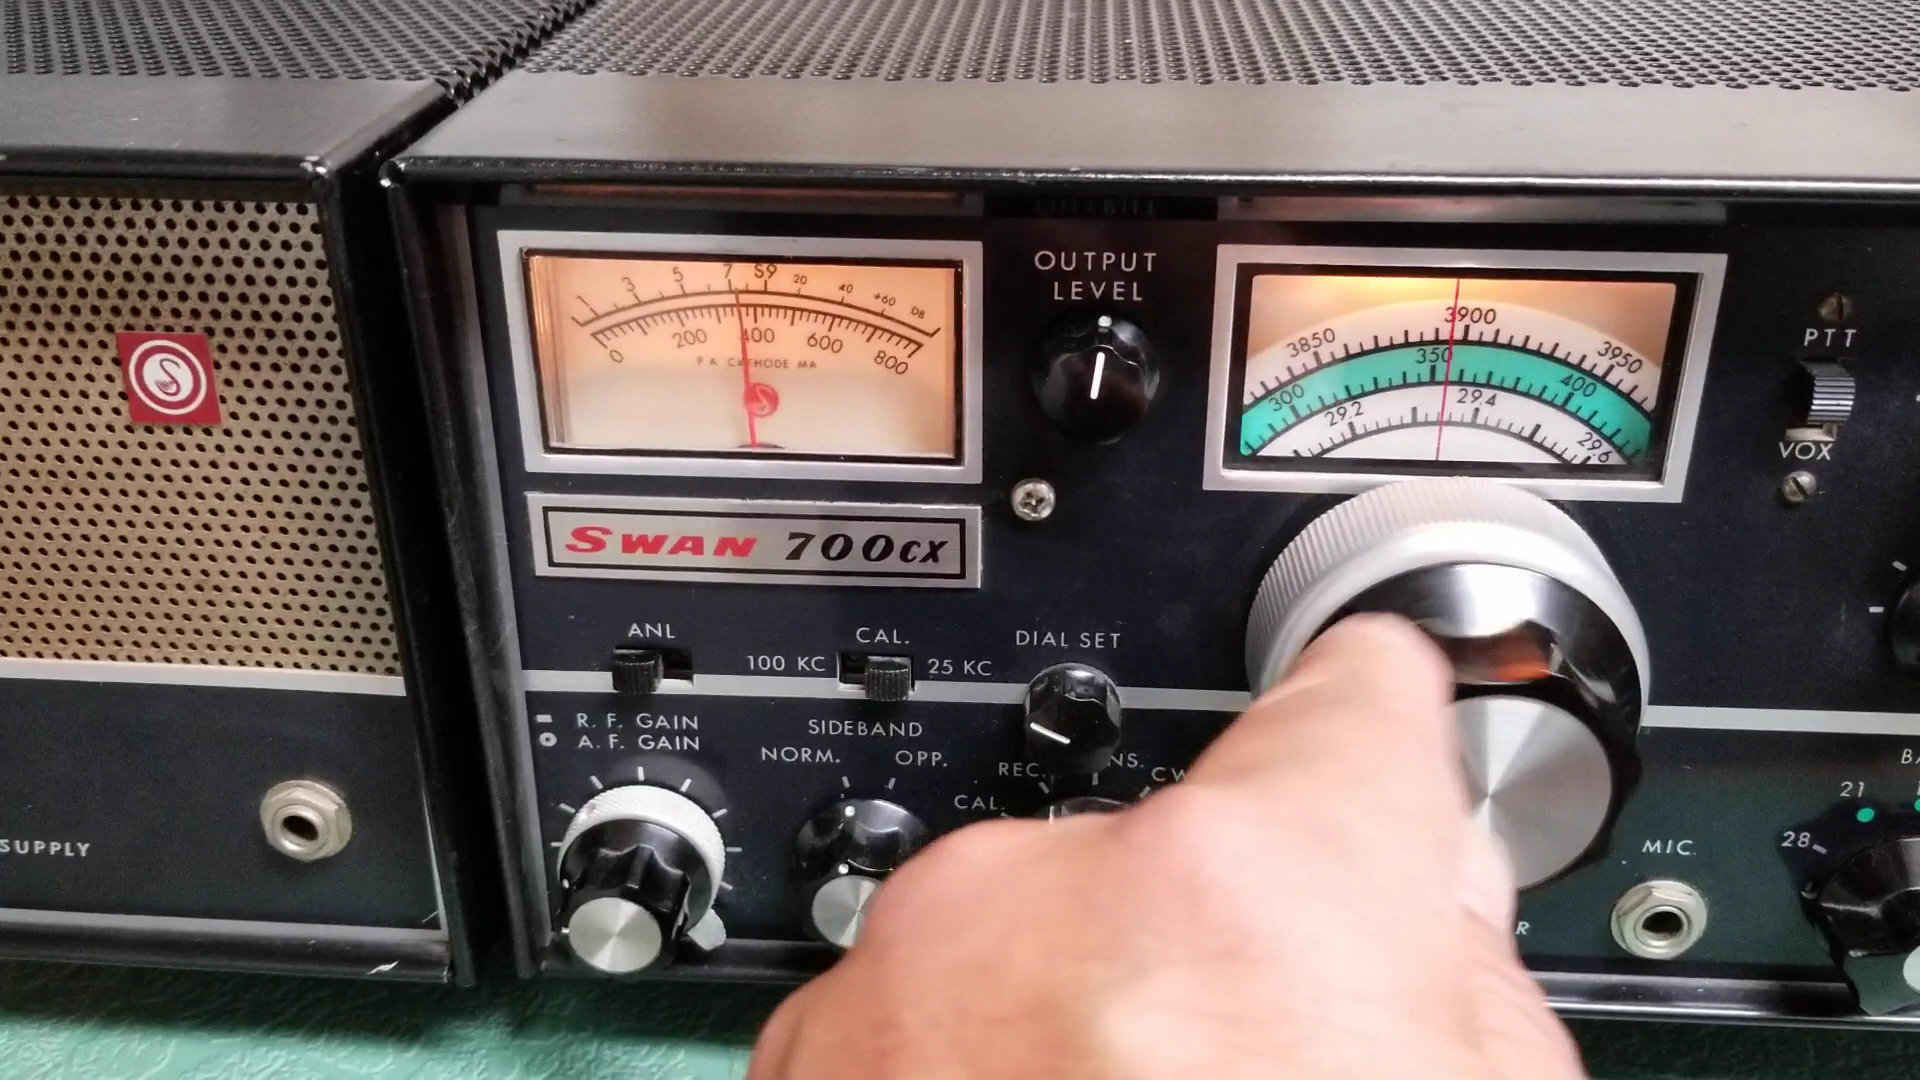 1 3 5 7 S9 20 40 +60 DB
0 200 400 600 800
P A CATHODE MA
OUTPUT
LEVEL
3850 3900 3950
300 350 400
29.2 29.4 29.6
PTT
VOX
SWAN 700CX
ANL
CAL.
100 KC
25 KC
DIAL SET
R. F. GAIN
A. F. GAIN
SIDEBAND
NORM.
OPP.
REC.
CAL.
SUPPLY
MIC.
21
28